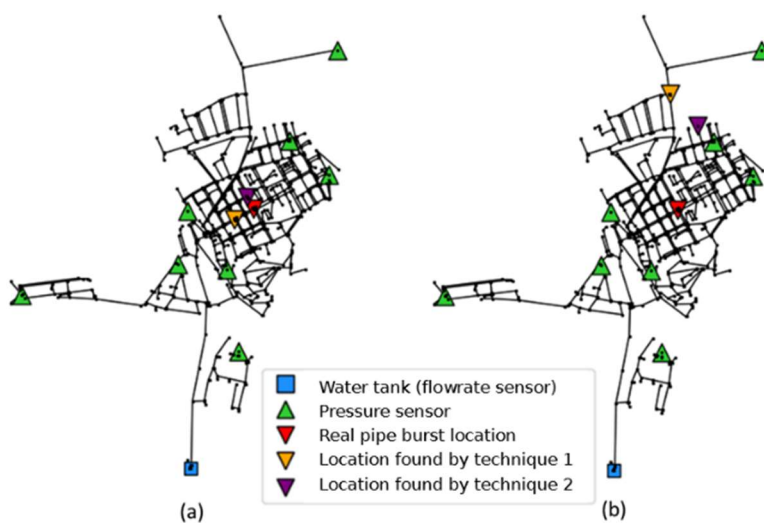 Water tank (flowrate sensor)
Pressure sensor
Real pipe burst location
Location found by technique 1
Location found by technique 2
(a)
(b)